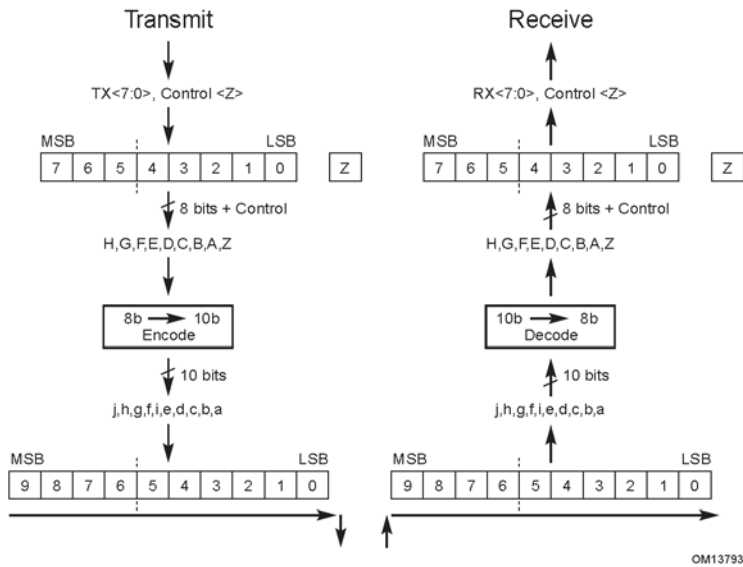 Transmit
TX<7:0>, Control <Z>
MSB LSB
7 6 5 4 3 2 1 0 Z
8 bits + Control
H,G,F,E,D,C,B,A,Z
8b 10b
Encode
10 bits
j,h,g,f,i,e,d,c,b,a
MSB LSB
9 8 7 6 5 4 3 2 1 0
Receive
RX<7:0>, Control <Z>
MSB LSB
7 6 5 4 3 2 1 0 Z
8 bits + Control
H,G,F,E,D,C,B,A,Z
10b 8b
Decode
10 bits
j,h,g,f,i,e,d,c,b,a
MSB LSB
9 8 7 6 5 4 3 2 1 0
OM13793